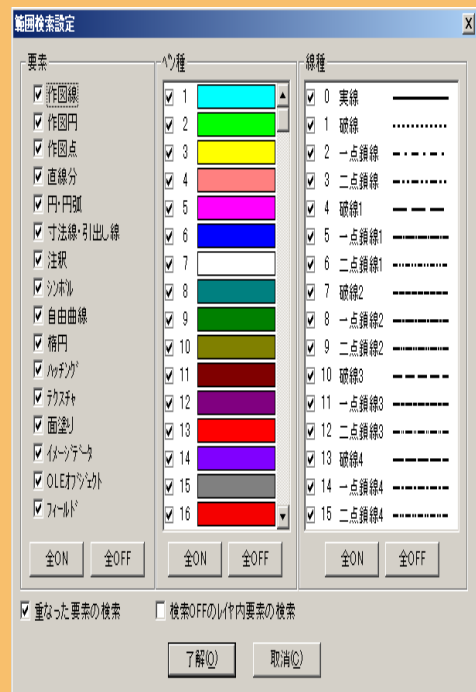 範囲検索設定
要素
作図線
作図円
作図点
直線分
円・円弧
寸法線・引出し線
注釈
シンボル
自由曲線
楕円
ハッチング
テクスチャ
面塗り
イメージデータ
OLEオブジェクト
フィールド
全ON 全OFF
ペン種
1
2
3
4
5
6
7
8
9
10
11
12
13
14
15
16
全ON 全OFF
線種
0 実線
1 破線
2 一点鎖線
3 二点鎖線
4 破線1
5 一点鎖線1
6 二点鎖線1
7 破線2
8 一点鎖線2
9 二点鎖線2
10 破線3
11 一点鎖線3
12 二点鎖線3
13 破線4
14 一点鎖線4
15 二点鎖線4
全ON 全OFF
重なった要素の検索 検索OFFのレイヤ内要素の検索
了解(O) 取消(C)